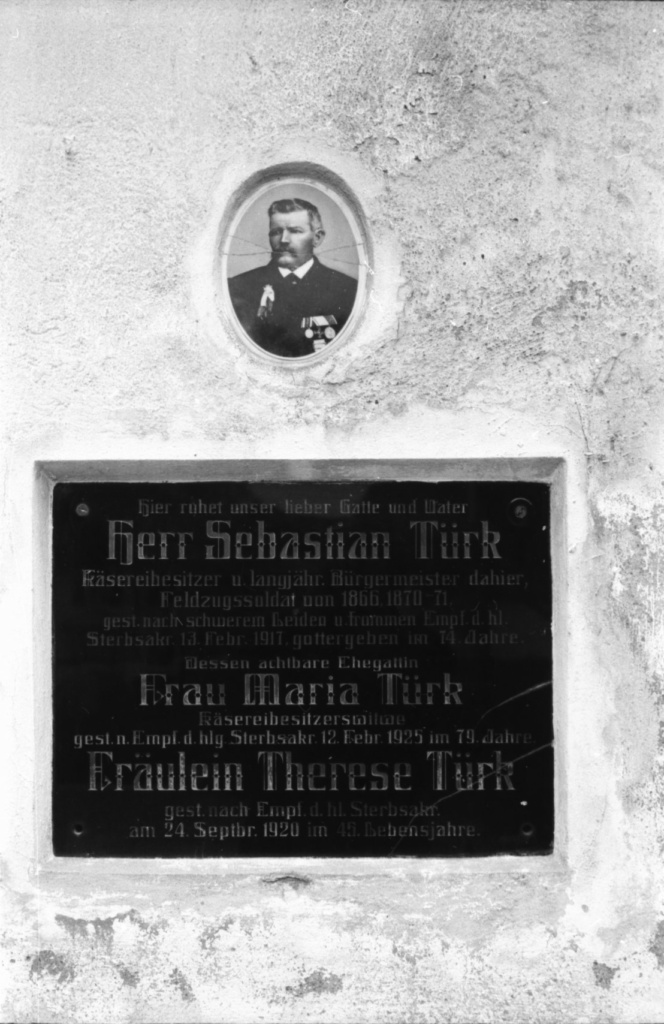 Hier ruhet unser lieber Gatte und Vater
Herr Sebastian Türk
Käsereibesitzer u. langjähr. Bürgermeister dahier,
Feldzugssoldat von 1866, 1870-71.
gest. nach schwerem Leiden u. frommen Empf. d. hl.
Sterbsakr. 13. Febr. 1917. gottergeben im 74. Jahre.
Dessen achtbare Ehegattin
Frau Maria Türk
Käsereibesitzerswitwe
gest. n. Empf. d. hlg. Sterbsakr. 12. Febr. 1925 im 79. Jahre.
Fräulein Therese Türk
gest. nach Empf. d. hl. Sterbsakr.
am 24. Septbr. 1920 im 45. Lebensjahre.